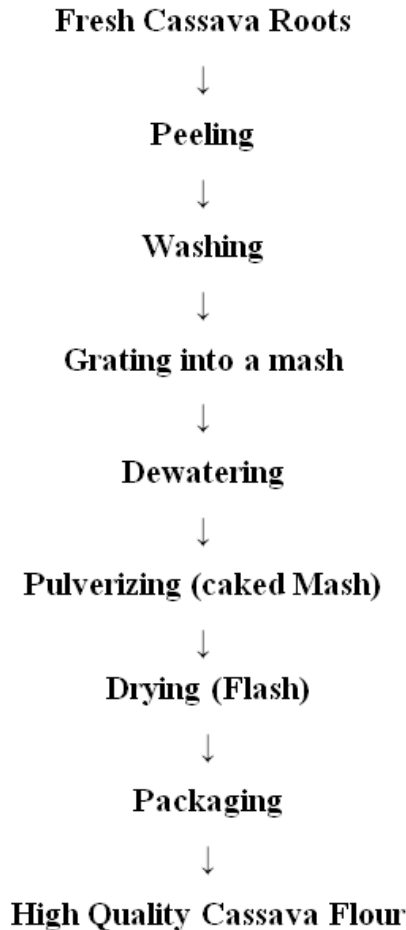 Fresh Cassava Roots
↓
Peeling
↓
Washing
↓
Grating into a mash
↓
Dewatering
↓
Pulverizing (caked Mash)
↓
Drying (Flash)
↓
Packaging
↓
High Quality Cassava Flour